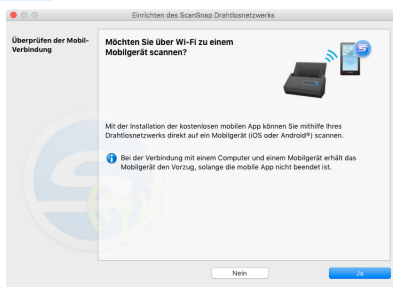 Einrichten des ScanSnap Drahtlosnetzwerks
Überprüfen der Mobil-
Verbindung
Möchten Sie über Wi-Fi zu einem
Mobilgerät scannen?
Mit der Installation der kostenlosen mobilen App können Sie mithilfe Ihres
Drahtlosnetzwerks direkt auf ein Mobilgerät (iOS oder Android®) scannen.
Bei der Verbindung mit einem Computer und einem Mobilgerät erhält das
Mobilgerät den Vorzug, solange die mobile App nicht beendet ist.
Nein
Ja